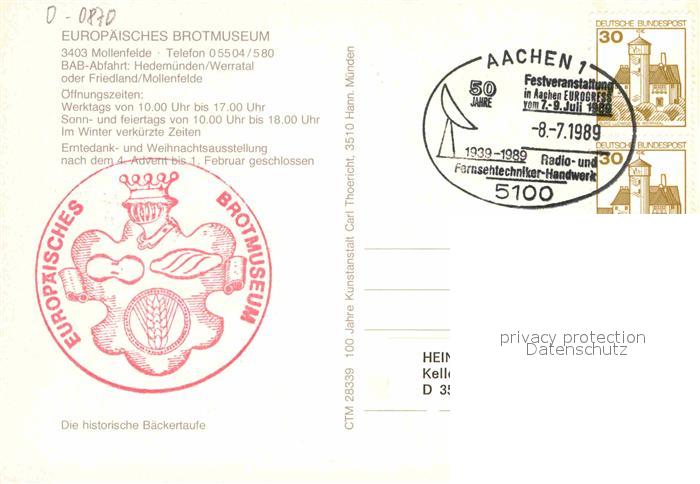 D-0870
EUROPÄISCHES BROTMUSEUM
3403 Mollenfelde · Telefon 05504/580
BAB-Abfahrt: Hedemünden/Werratal
oder Friedland/Mollenfelde
Öffnungszeiten:
Werktags von 10.00 Uhr bis 17.00 Uhr
Sonn- und feiertags von 10.00 bis 18.00 Uhr
Im Winter verkürzte Zeiten
Erntedank- und Weihnachtsausstellung
nach dem 4. Advent bis 1. Februar geschlossen
EUROPÄISCHES BROTMUSEUM
Die historische Bäckertaufe
CTM 28339 100 Jahre Kunstanstalt Carl Thoericht, 3510 Hann. Münden
AACHEN 1
50
JAHRE
Festveranstaltung
in Aachen EUROGRESS
vom 7.-9. Juli 1989
-8.-7.1989
1939-1989 Radio- und
Fernsehtechniker-Handwerk
5100
DEUTSCHE BUNDESPOST
30
DEUTSCHE BUNDESPOST
30
privacy protection
Datenschutz
HEIN
Kelle
D 35